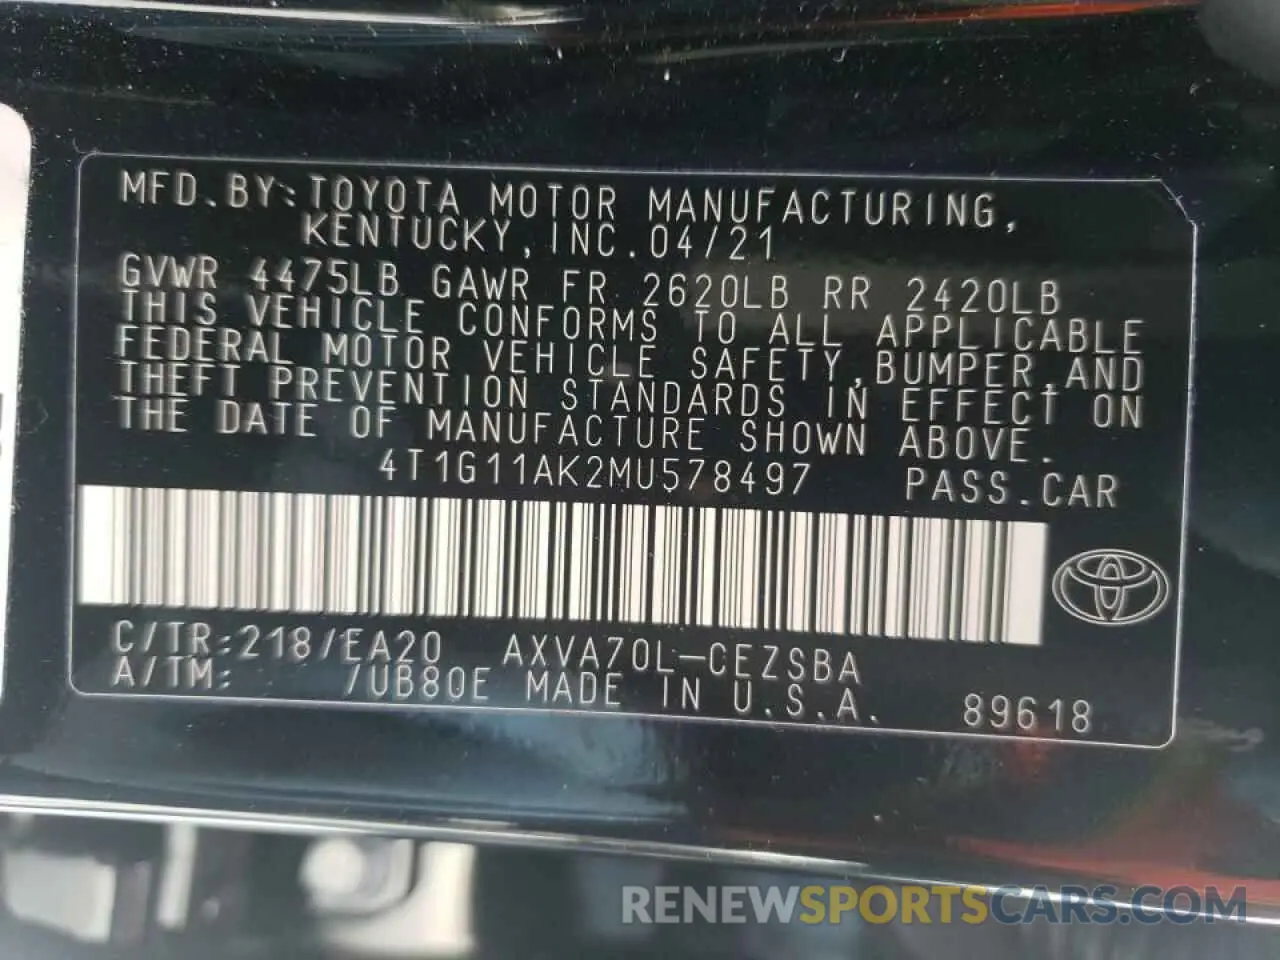 MFD.BY:TOYOTA MOTOR MANUFACTURING,
KENTUCKY,INC.04/21
GVWR 4475LB GAWR FR 2620LB RR 2420LB
THIS VEHICLE CONFORMS TO ALL APPLICABLE
FEDERAL MOTOR VEHICLE SAFETY,BUMPER,AND
THEFT PREVENTION STANDARDS IN EFFECT ON
THE DATE OF MANUFACTURE SHOWN ABOVE.
4T1G11AK2MU578497 PASS.CAR
C/TR:218/EA20 AXVA70L-CEZSBA
A/TM: /UB80E MADE IN U.S.A. 89618
RENEWSPORTSCARS.COM